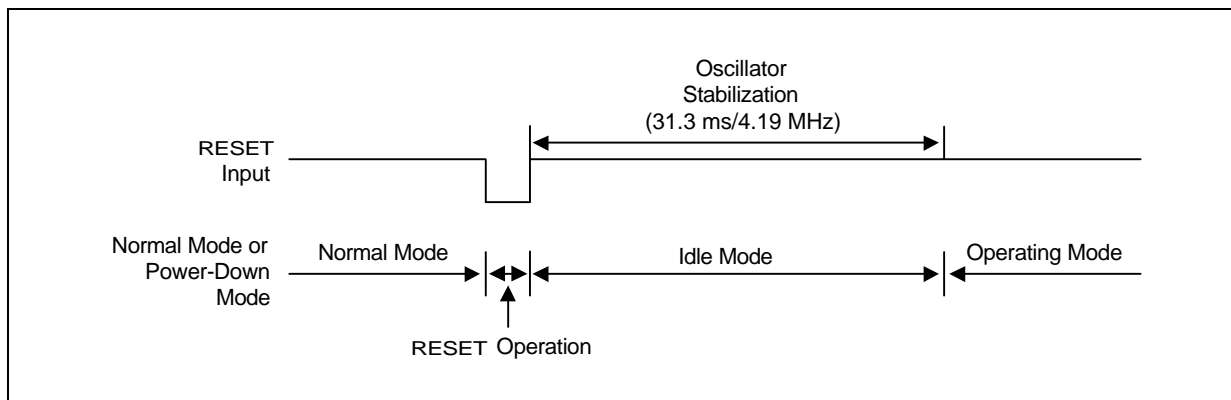 Oscillator
Stabilization
(31.3 ms/4.19 MHz)
RESET
Input
Normal Mode or
Power-Down
Mode
Normal Mode
Idle Mode
Operating Mode
RESET Operation